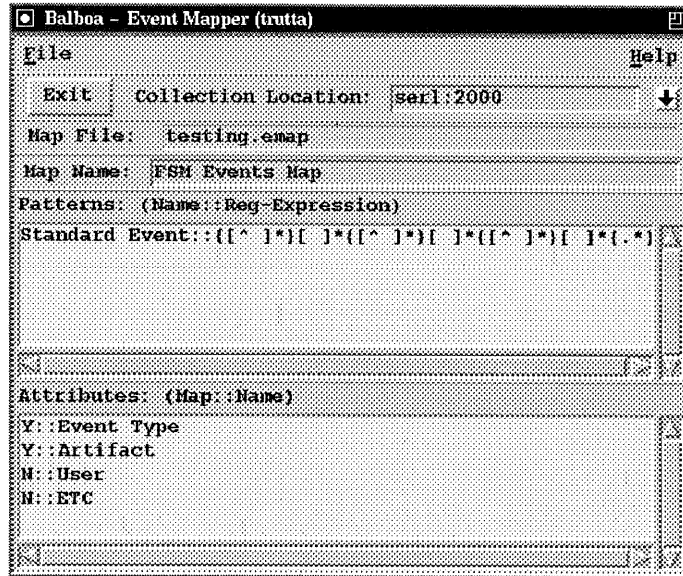 Balboa – Event Mapper (trutta)
File Help
Exit Collection Location: serl:2000
Map File: testing.emap
Map Name: FSM Events Map
Patterns: (Name::Reg-Expression)
Standard Event::([^ ]*)[ ]*([^ ]*)[ ]*([^ ]*)[ ]*(.*)
Attributes: (Map::Name)
Y::Event Type
Y::Artifact
N::User
N::ETC